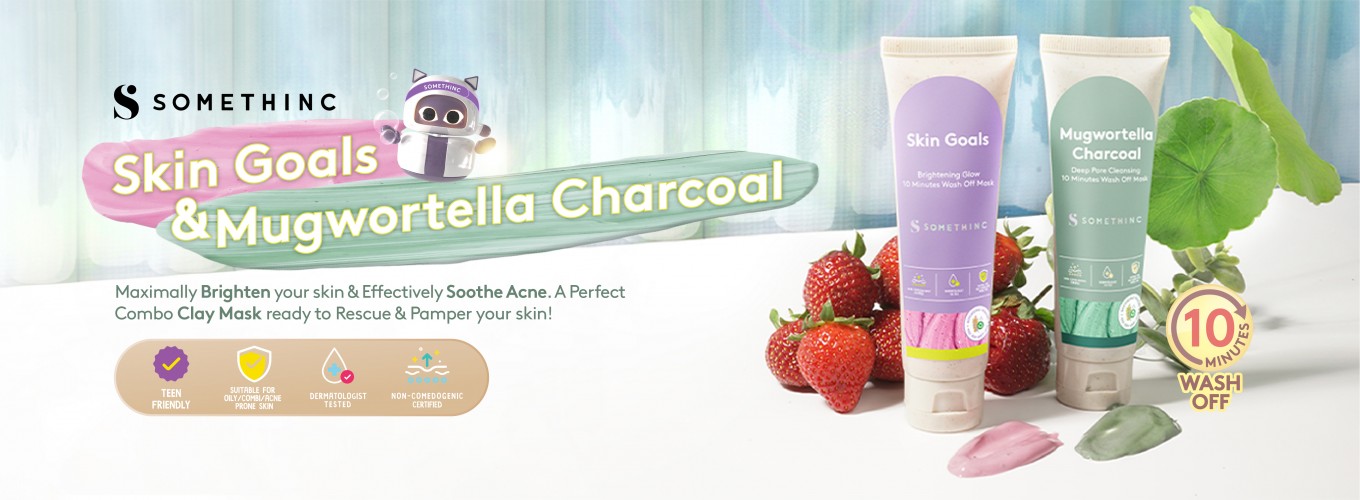 SOMETHINC
SOMETHINC
Skin Goals
&Mugwortella Charcoal
Maximally Brighten your skin & Effectively Soothe Acne. A Perfect
Combo Clay Mask ready to Rescue & Pamper your skin!
TEEN
FRIENDLY
SUITABLE FOR
OILY/COMBI/ACNE
PRONE SKIN
DERMATOLOGIST
TESTED
NON-COMEDOGENIC
CERTIFIED
Skin Goals
Brightening Glow
10 Minutes Wash Off Mask
SOMETHINC
Mugwortella
Charcoal
Deep Pore Cleansing
10 Minutes Wash Off Mask
SOMETHINC
10
MINUTES
WASH
OFF